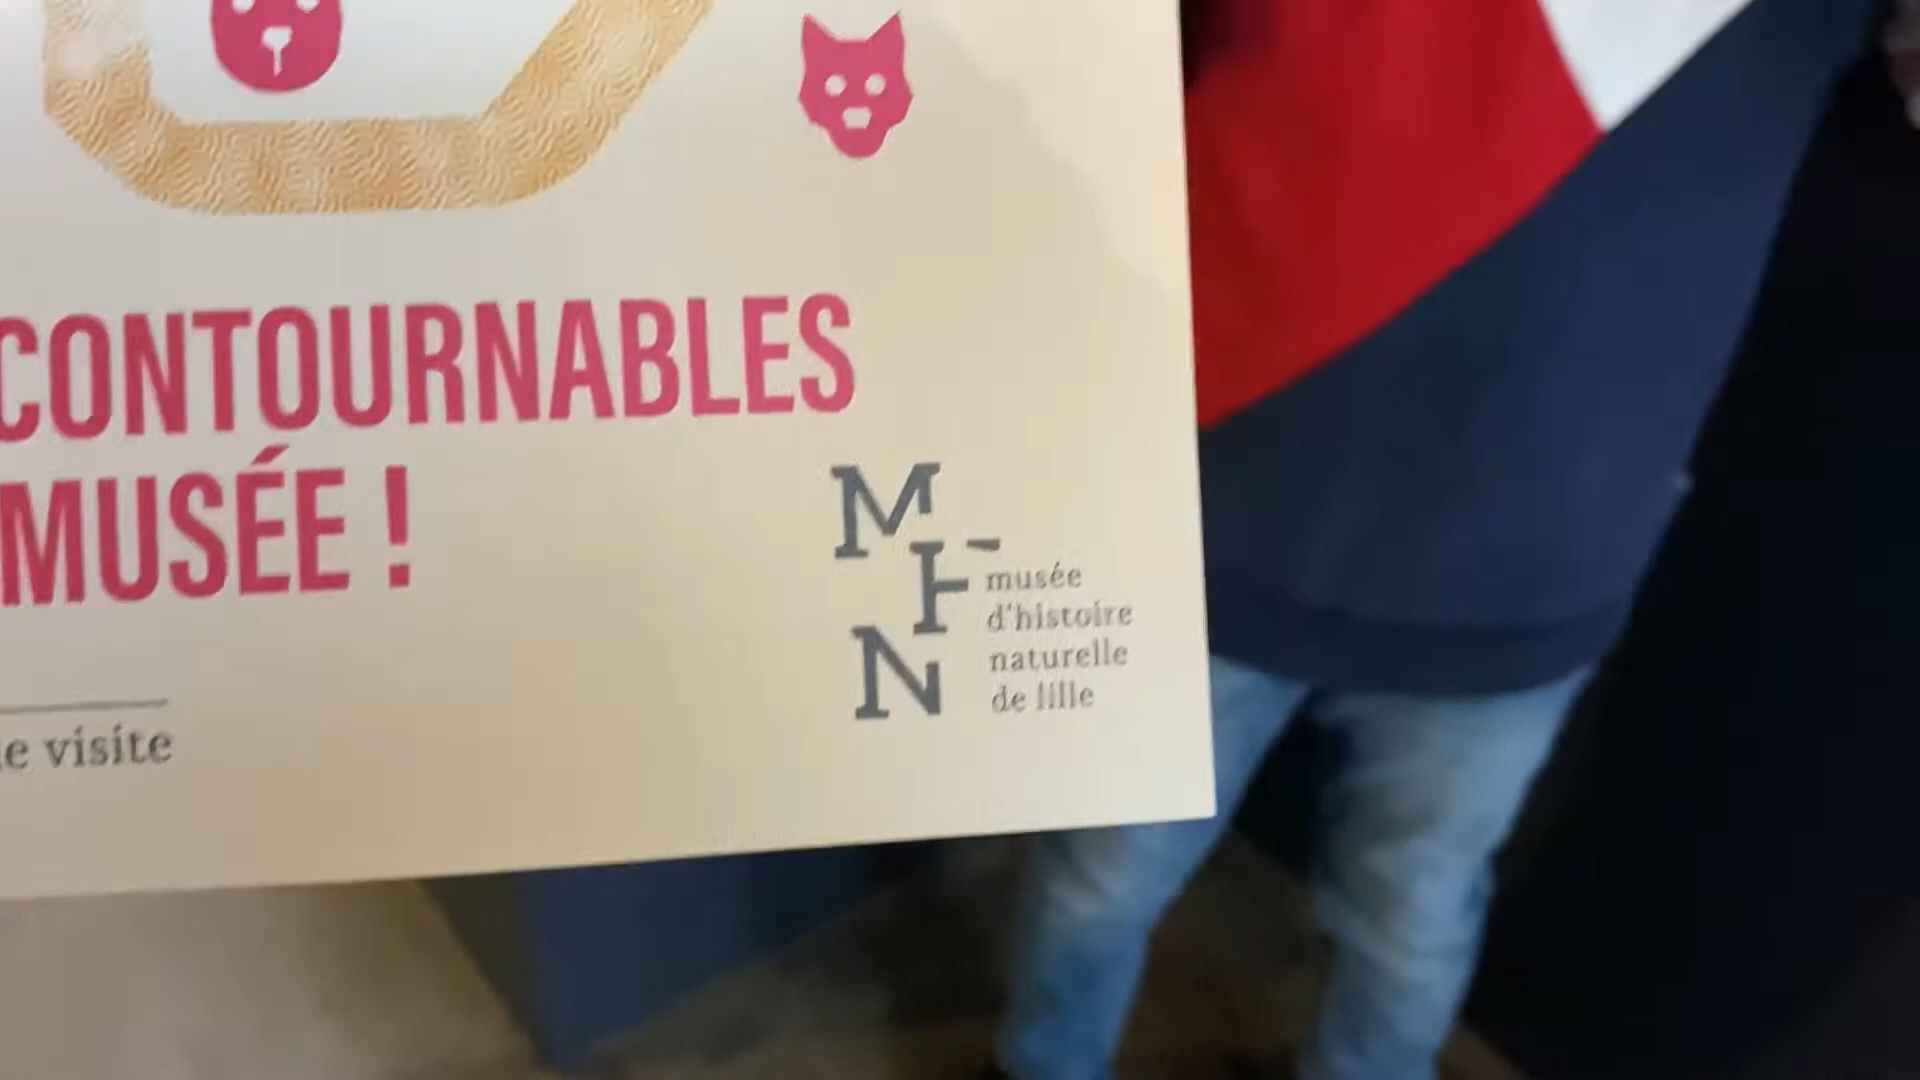 CONTOURNABLES
MUSÉE !
MHN
musée
d'histoire
naturelle
de lille
visite